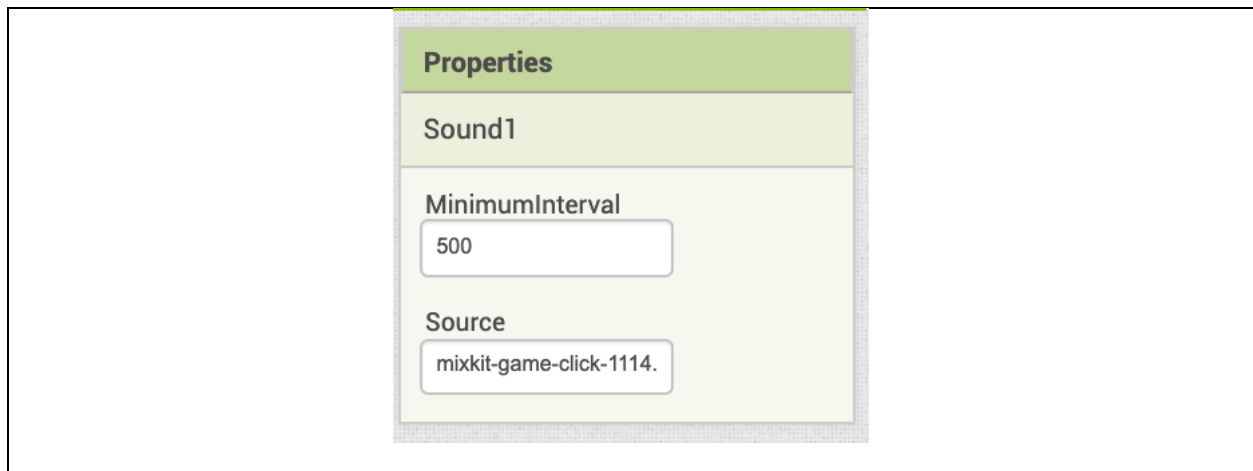 Properties
Sound1
MinimumInterval
500
Source
mixkit-game-click-1114.